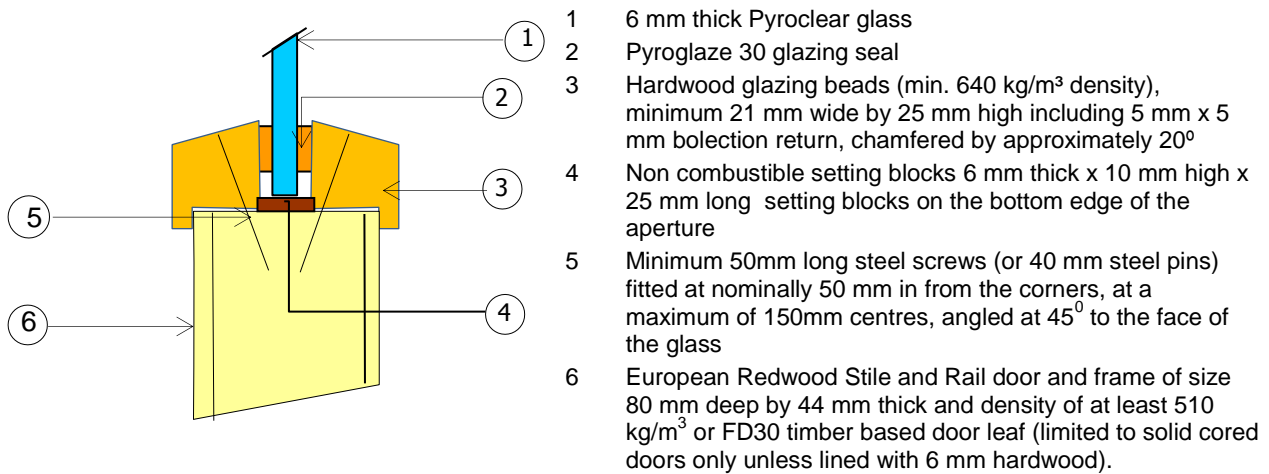 1
2
3
5
6
4
1 6 mm thick Pyroclear glass
2 Pyroglaze 30 glazing seal
3 Hardwood glazing beads (min. 640 kg/m³ density),
minimum 21 mm wide by 25 mm high including 5 mm x 5
mm bolection return, chamfered by approximately 20º
4 Non combustible setting blocks 6 mm thick x 10 mm high x
25 mm long setting blocks on the bottom edge of the
aperture
5 Minimum 50mm long steel screws (or 40 mm steel pins)
fitted at nominally 50 mm in from the corners, at a
maximum of 150mm centres, angled at 45⁰ to the face of
the glass
6 European Redwood Stile and Rail door and frame of size
80 mm deep by 44 mm thick and density of at least 510
kg/m³ or FD30 timber based door leaf (limited to solid cored
doors only unless lined with 6 mm hardwood).